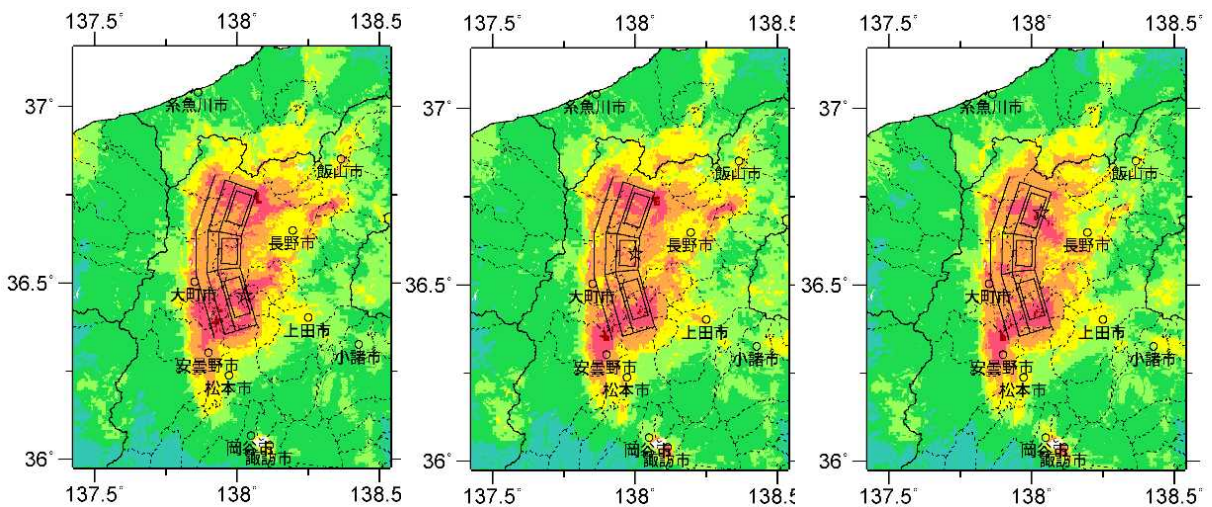 137.5° 138° 138.5° 137.5° 138° 138.5° 137.5° 138° 138.5°
37° 糸魚川市 37° 糸魚川市 37° 糸魚川市
飯山市 飯山市 飯山市
長野市 長野市 長野市
36.5° 大町市 36.5° 大町市 36.5° 大町市
上田市 上田市 上田市
小諸市 小諸市 小諸市
安曇野市 安曇野市 安曇野市
松本市 松本市 松本市
岡谷市 岡谷市 岡谷市
36° 諏訪市 36° 諏訪市 36° 諏訪市
137.5° 138° 138.5° 137.5° 138° 138.5° 137.5° 138° 138.5°